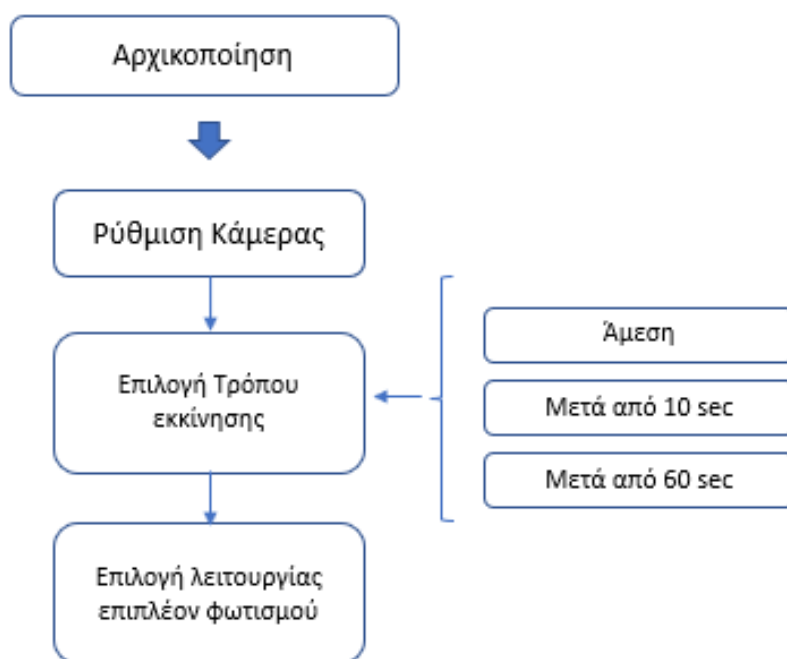 Αρχικοποίηση
Ρύθμιση Κάμερας
Επιλογή Τρόπου
εκκίνησης
Άμεση
Μετά από 10 sec
Μετά από 60 sec
Επιλογή λειτουργίας
επιπλέον φωτισμού